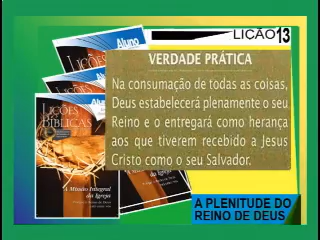 LIÇÃO 13
Aluno
VERDADE PRÁTICA
Na consumação de todas as coisas,
Deus estabelecerá plenamente o seu
Reino e o entregará como herança
aos que tiverem recebido a Jesus
Cristo como o seu Salvador.
LIÇÕES
BÍBLICAS
A Missão Integral
da Igreja
A PLENITUDE DO
REINO DE DEUS